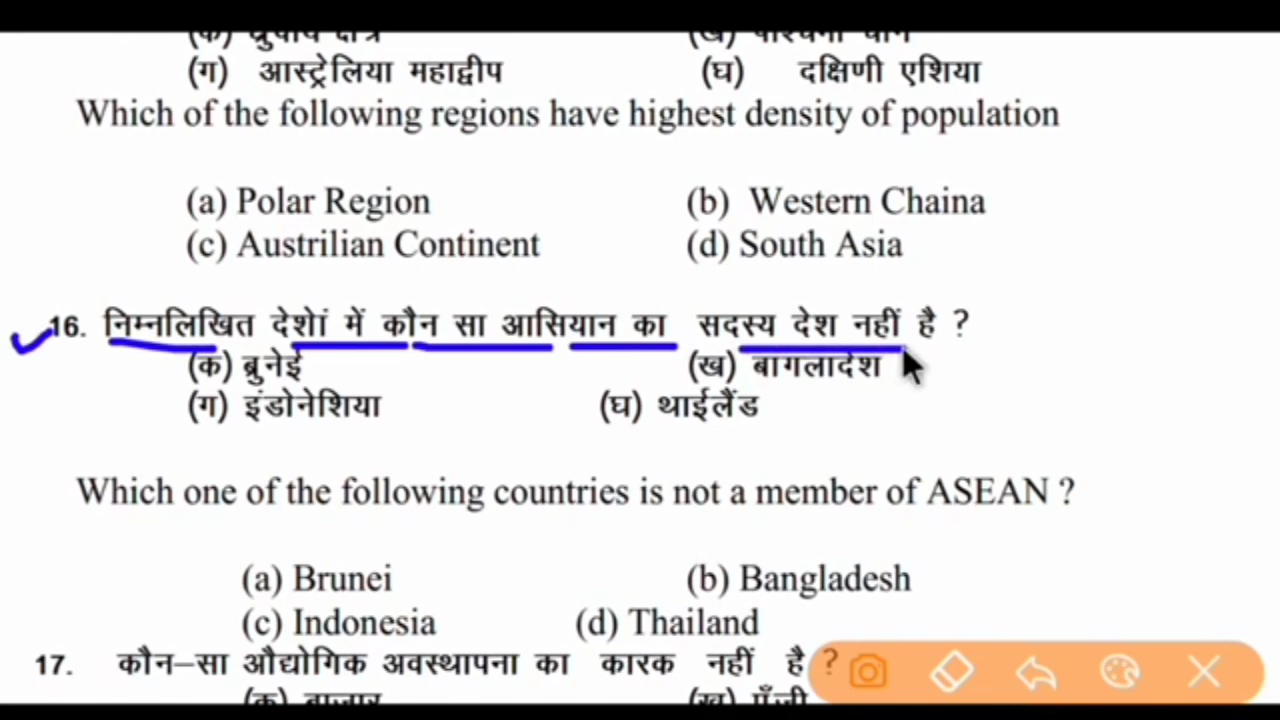 (ग) आस्ट्रेलिया महाद्वीप (घ) दक्षिणी एशिया
Which of the following regions have highest density of population
(a) Polar Region (b) Western Chaina
(c) Austrilian Continent (d) South Asia
16. निम्नलिखित देशों में कौन सा आसियान का सदस्य देश नहीं है ?
(क) ब्रुनेई (ख) बागलादेश
(ग) इंडोनेशिया (घ) थाईलैंड
Which one of the following countries is not a member of ASEAN ?
(a) Brunei (b) Bangladesh
(c) Indonesia (d) Thailand
17. कौन–सा औद्योगिक अवस्थापना का कारक नहीं है ?